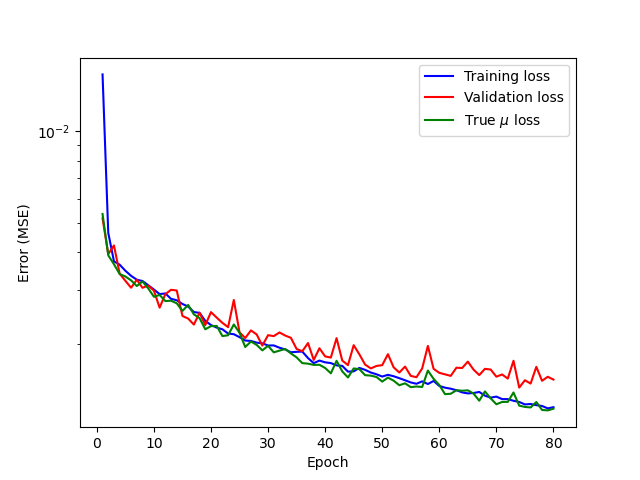 Training loss
Validation loss
True μ loss
10⁻²
Error (MSE)
0 10 20 30 40 50 60 70 80
Epoch